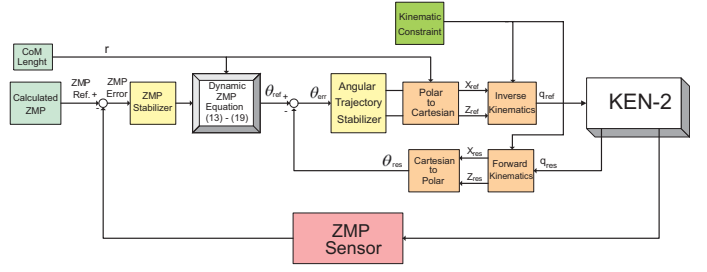 Kinematic
Constraint
CoM
Lenght
r
Calculated
ZMP
ZMP
Ref.
+
-
ZMP
Error
ZMP
Stabilizer
Dynamic
ZMP
Equation
(13) - (19)
θref
+
-
θerr
Angular
Trajectory
Stabilizer
Polar
to
Cartesian
Xref
Zref
Inverse
Kinematics
qref
KEN-2
θres
Cartesian
to
Polar
Xres
Zres
Forward
Kinematics
qres
ZMP
Sensor